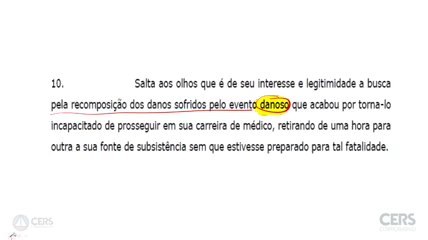 10. Salta aos olhos que é de seu interesse e legitimidade a busca
pela recomposição dos danos sofridos pelo evento danoso que acabou por torna-lo
incapacitado de prosseguir em sua carreira de médico, retirando de uma hora para
outra a sua fonte de subsistência sem que estivesse preparado para tal fatalidade.
CERS
CERS